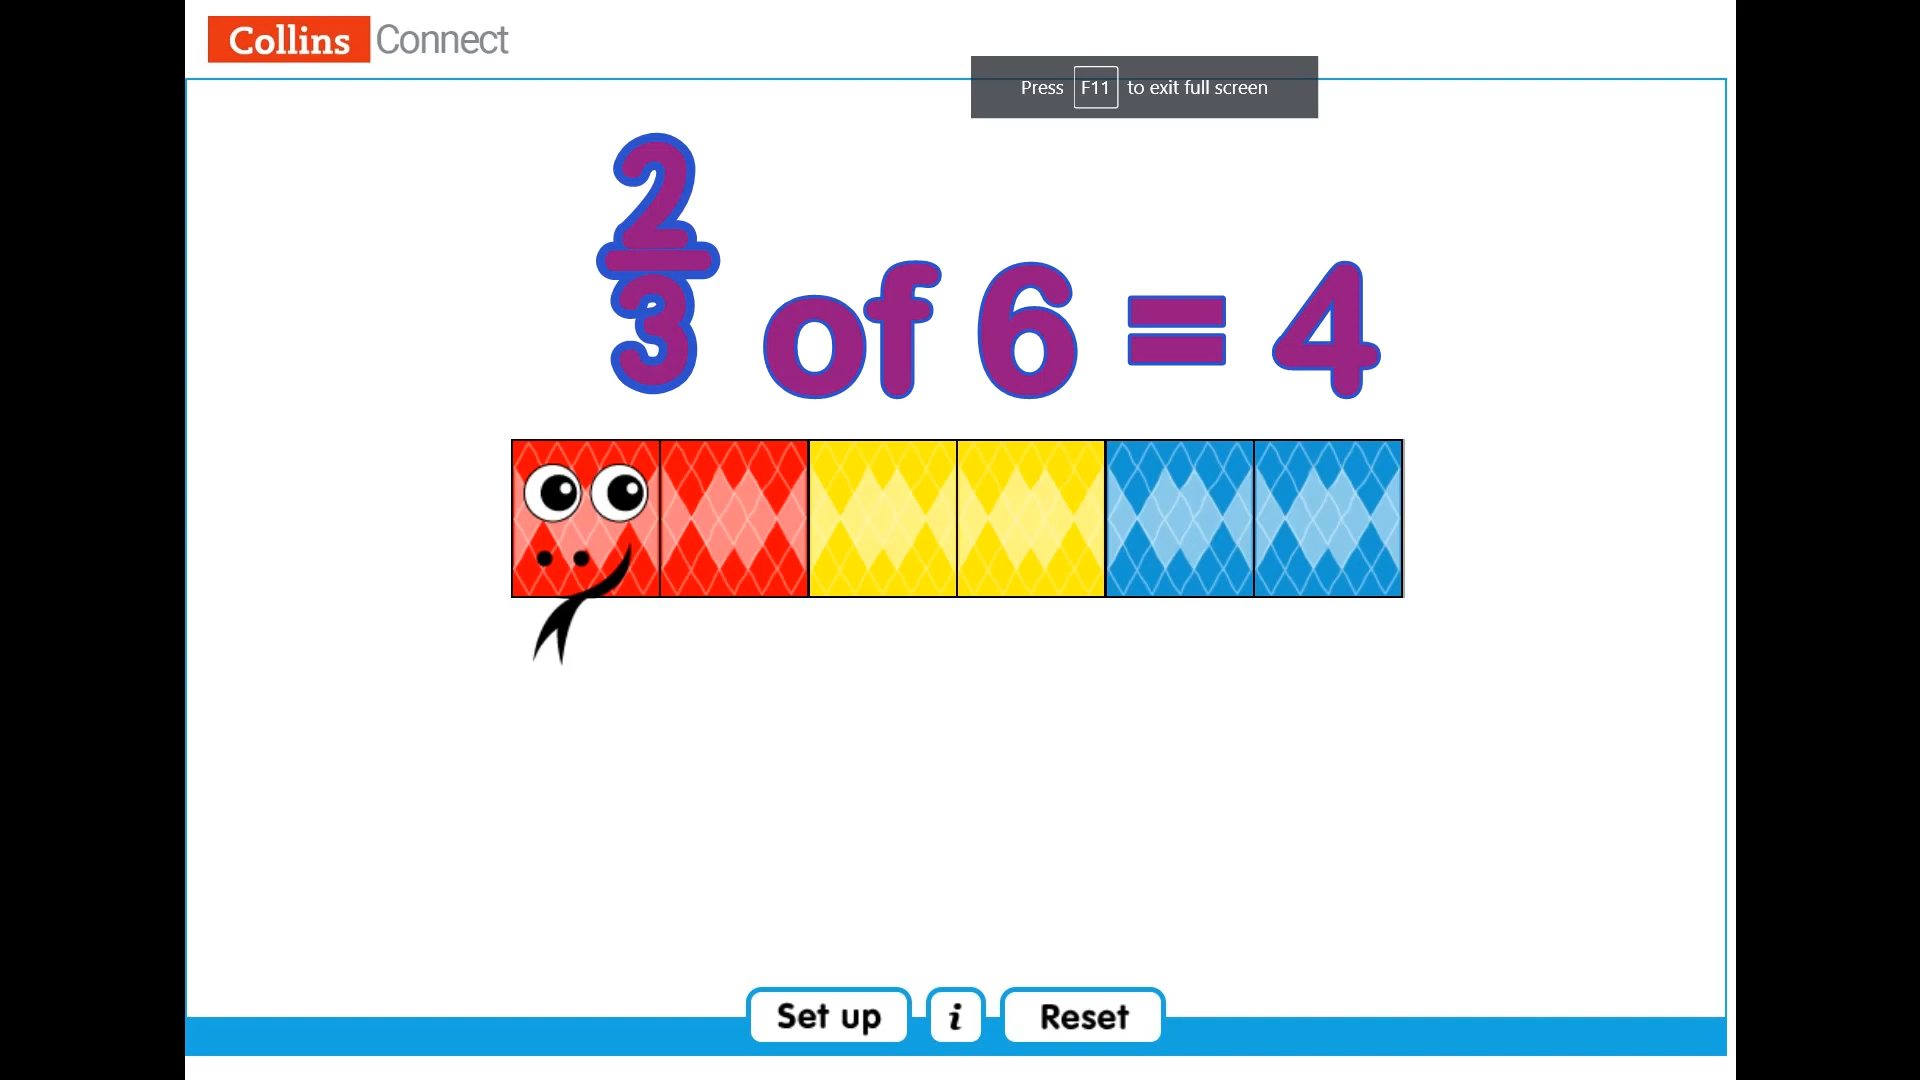 Collins Connect
Press F11 to exit full screen
2/3 of 6 = 4
Set up i Reset